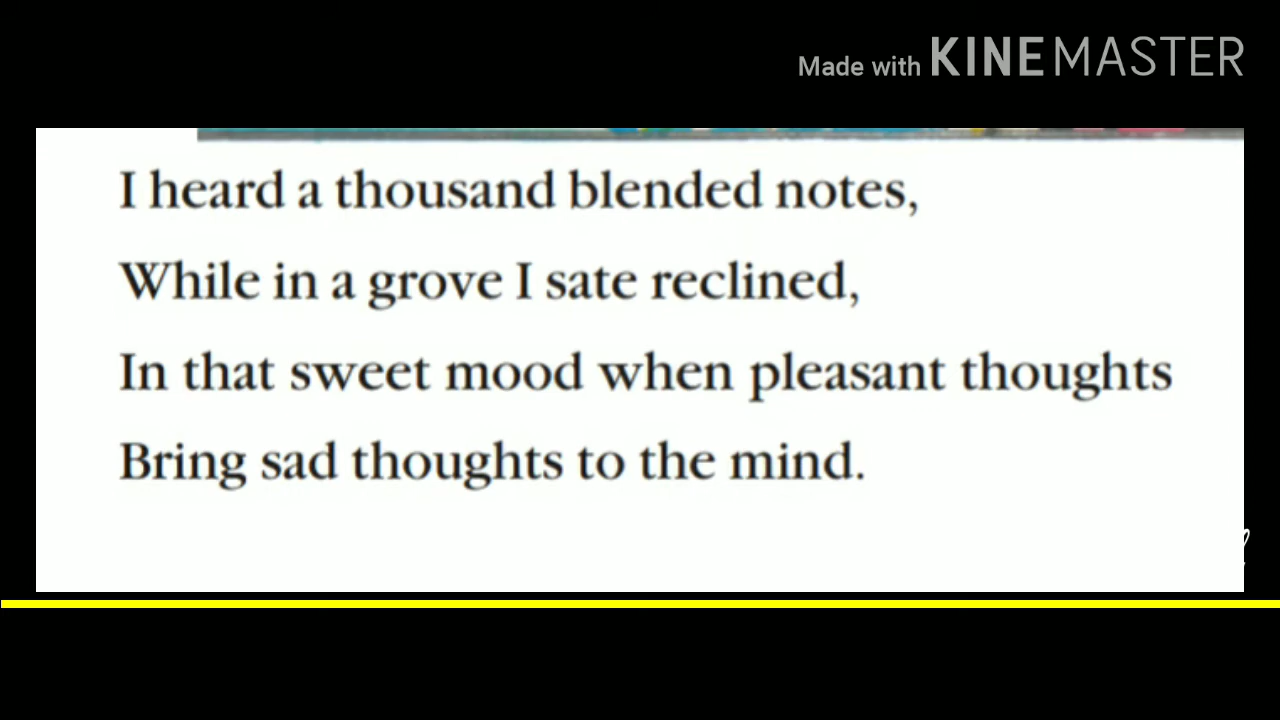 Made with KINEMASTER
I heard a thousand blended notes,
While in a grove I sate reclined,
In that sweet mood when pleasant thoughts
Bring sad thoughts to the mind.